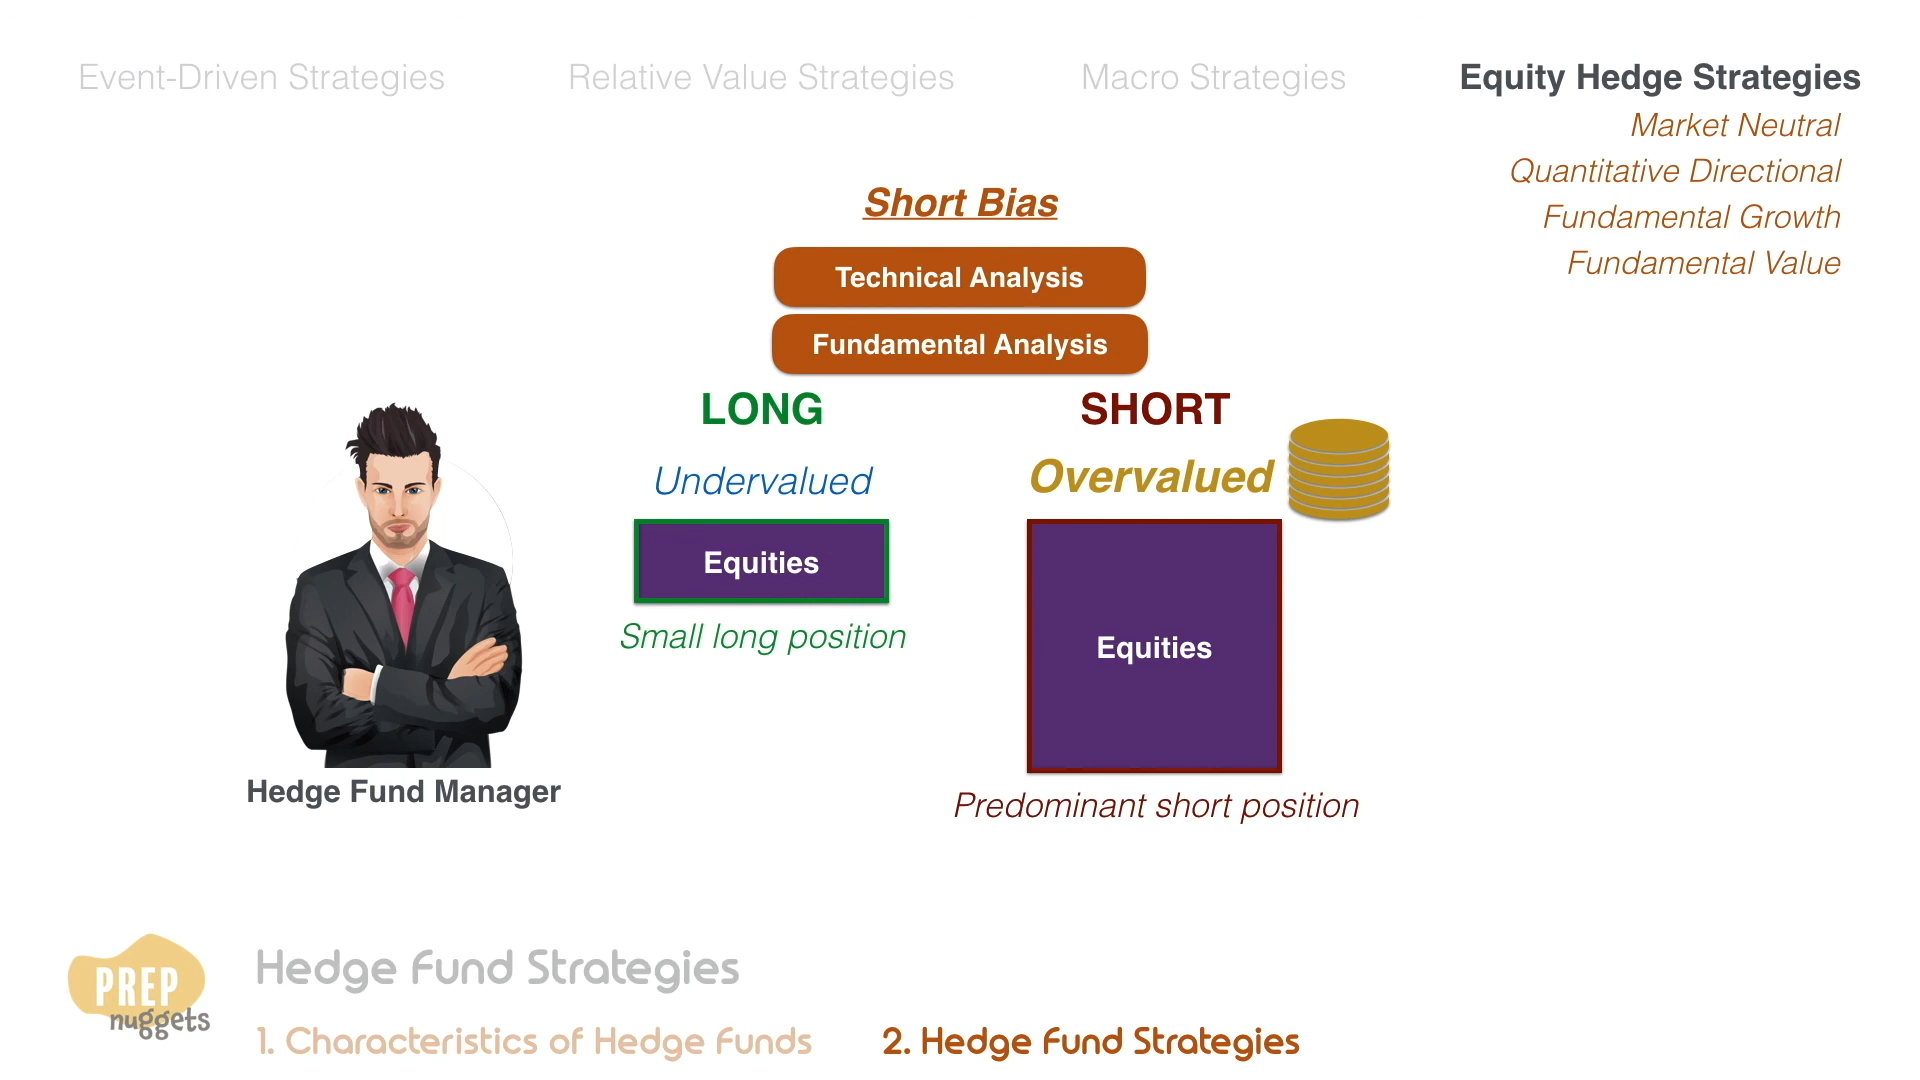 Event-Driven Strategies
Relative Value Strategies
Macro Strategies
Equity Hedge Strategies
Market Neutral
Quantitative Directional
Fundamental Growth
Fundamental Value
Short Bias
Technical Analysis
Fundamental Analysis
LONG
SHORT
Undervalued
Overvalued
Equities
Small long position
Equities
Predominant short position
Hedge Fund Manager
PREP
nuggets
Hedge Fund Strategies
1. Characteristics of Hedge Funds
2. Hedge Fund Strategies